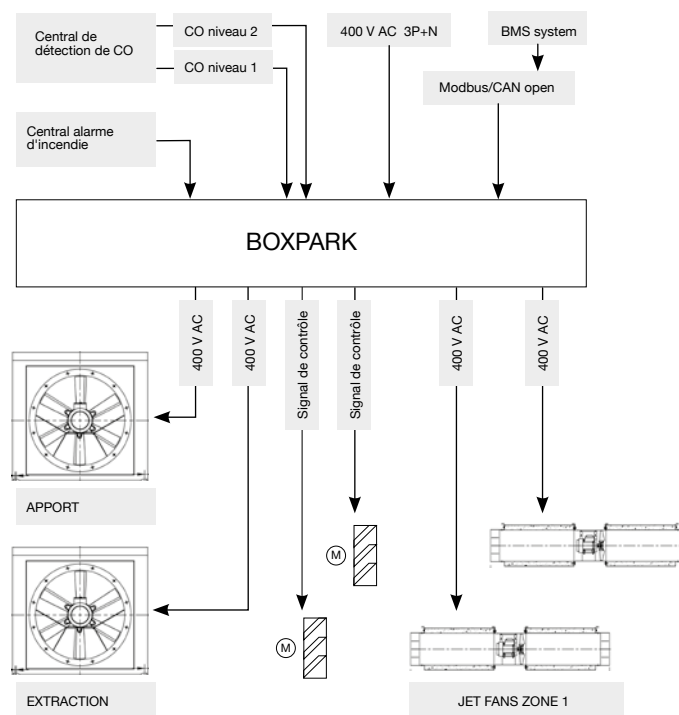 Central de
détection de CO
CO niveau 2
CO niveau 1
400 V AC 3P+N
BMS system
Modbus/CAN open
Central alarme
d'incendie
BOXPARK
400 V AC
400 V AC
Signal de contrôle
Signal de contrôle
400 V AC
400 V AC
APPORT
M
M
EXTRACTION
JET FANS ZONE 1